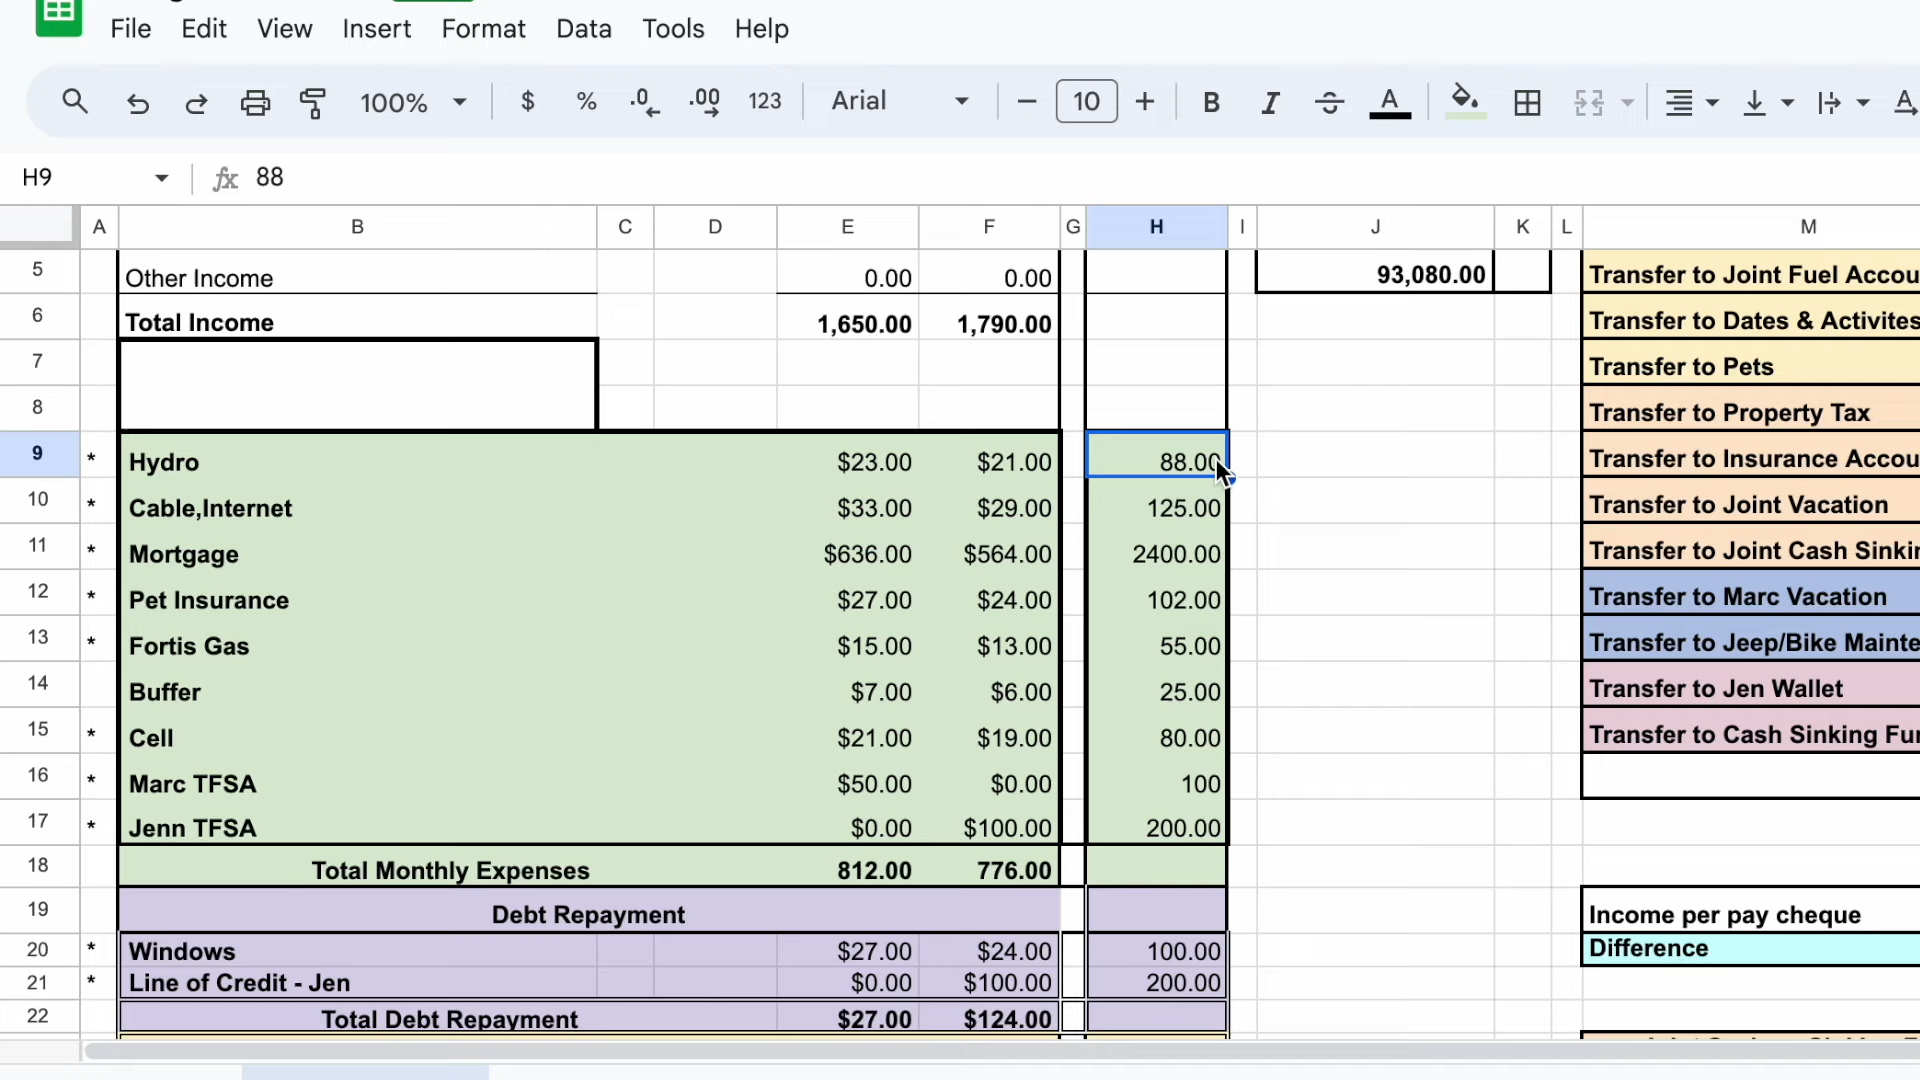 File Edit View Insert Format Data Tools Help
100% $ % .0 .00 123 Arial 10 B I A
H9 fx 88
A B C D E F G H I J K L M
5 Other Income 0.00 0.00 93,080.00 Transfer to Joint Fuel Accou
6 Total Income 1,650.00 1,790.00 Transfer to Dates & Activites
7 Transfer to Pets
8 Transfer to Property Tax
9 * Hydro $23.00 $21.00 88.00 Transfer to Insurance Accou
10 * Cable,Internet $33.00 $29.00 125.00 Transfer to Joint Vacation
11 * Mortgage $636.00 $564.00 2400.00 Transfer to Joint Cash Sinkin
12 * Pet Insurance $27.00 $24.00 102.00 Transfer to Marc Vacation
13 * Fortis Gas $15.00 $13.00 55.00 Transfer to Jeep/Bike Mainte
14 Buffer $7.00 $6.00 25.00 Transfer to Jen Wallet
15 * Cell $21.00 $19.00 80.00 Transfer to Cash Sinking Fun
16 * Marc TFSA $50.00 $0.00 100
17 * Jenn TFSA $0.00 $100.00 200.00
18 Total Monthly Expenses 812.00 776.00
19 Debt Repayment Income per pay cheque
20 * Windows $27.00 $24.00 100.00 Difference
21 * Line of Credit - Jen $0.00 $100.00 200.00
22 Total Debt Repayment $27.00 $124.00